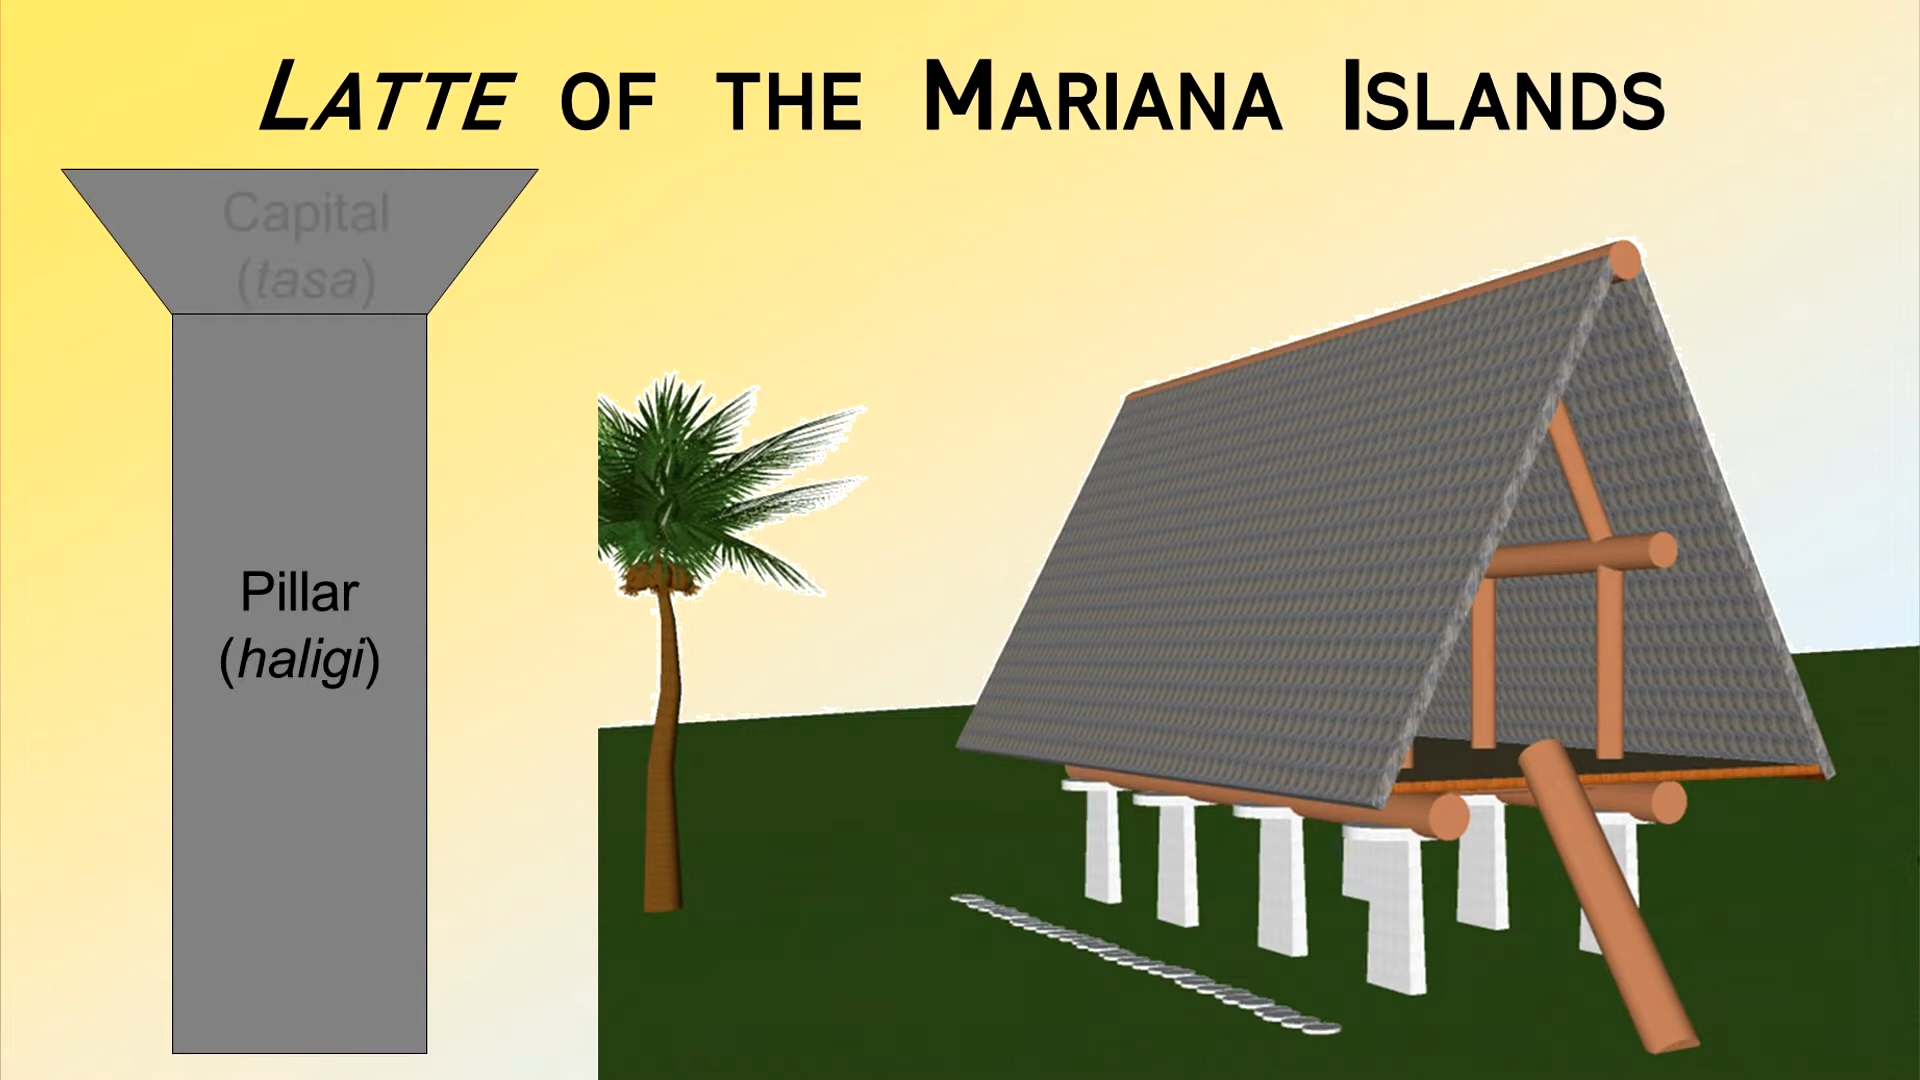 LATTE OF THE MARIANA ISLANDS
Capital
(tasa)
Pillar
(haligi)